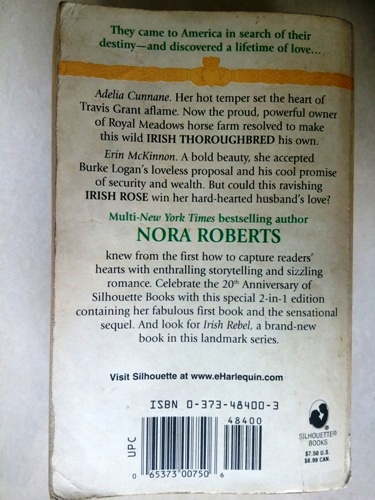 They came to America in search of their
destiny—and discovered a lifetime of love...
Adelia Cunnane. Her hot temper set the heart of
Travis Grant aflame. Now the proud, powerful owner
of Royal Meadows horse farm resolved to make
this wild IRISH THOROUGHBRED his own.
Erin McKinnon. A bold beauty, she accepted
Burke Logan's loveless proposal and his cool promise
of security and wealth. But could this ravishing
IRISH ROSE win her hard-hearted husband's love?
Multi-New York Times bestselling author
NORA ROBERTS
knew from the first how to capture readers'
hearts with enthralling storytelling and sizzling
romance. Celebrate the 20th Anniversary of
Silhouette Books with this special 2-in-1 edition
containing her fabulous first book and the sensational
sequel. And look for Irish Rebel, a brand-new
book in this landmark series.
Visit Silhouette at www.eHarlequin.com
ISBN 0-373-48400-3
48400
UPC
0 65373 00750 6
SILHOUETTE®
BOOKS
$7.50 U.S.
$8.99 CAN.